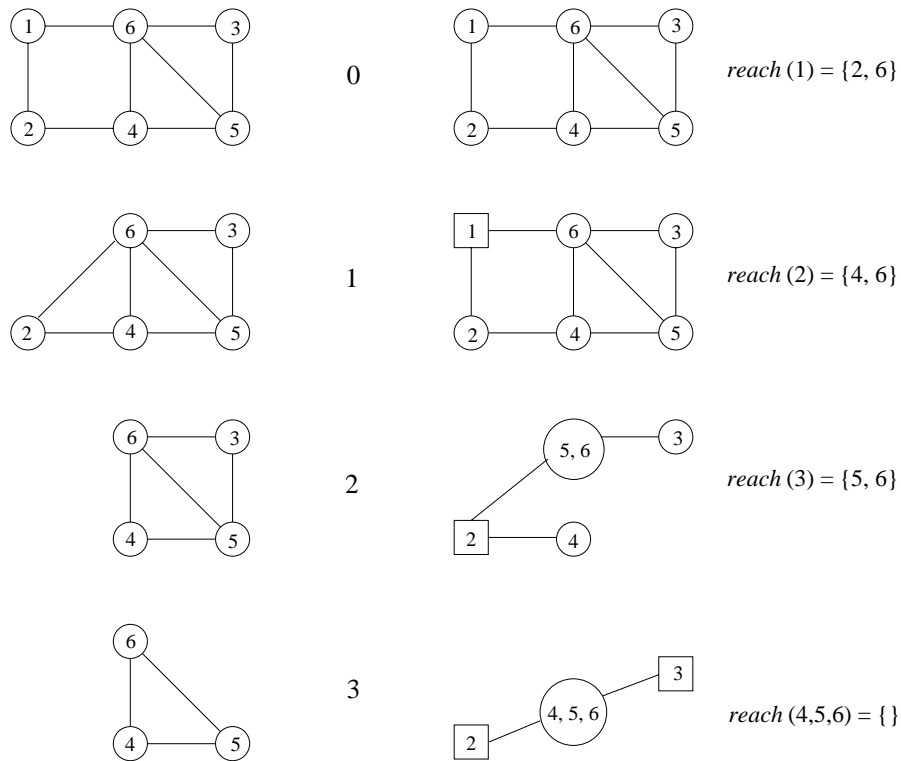 1 6 3 0 1 6 3 reach (1) = {2, 6}
2 4 5 2 4 5
6 3 1 1 6 3 reach (2) = {4, 6}
2 4 5 2 4 5
6 3 2 5, 6 3 reach (3) = {5, 6}
4 5 2 4
6 3 3
4, 5, 6 reach (4,5,6) = {}
4 5 2